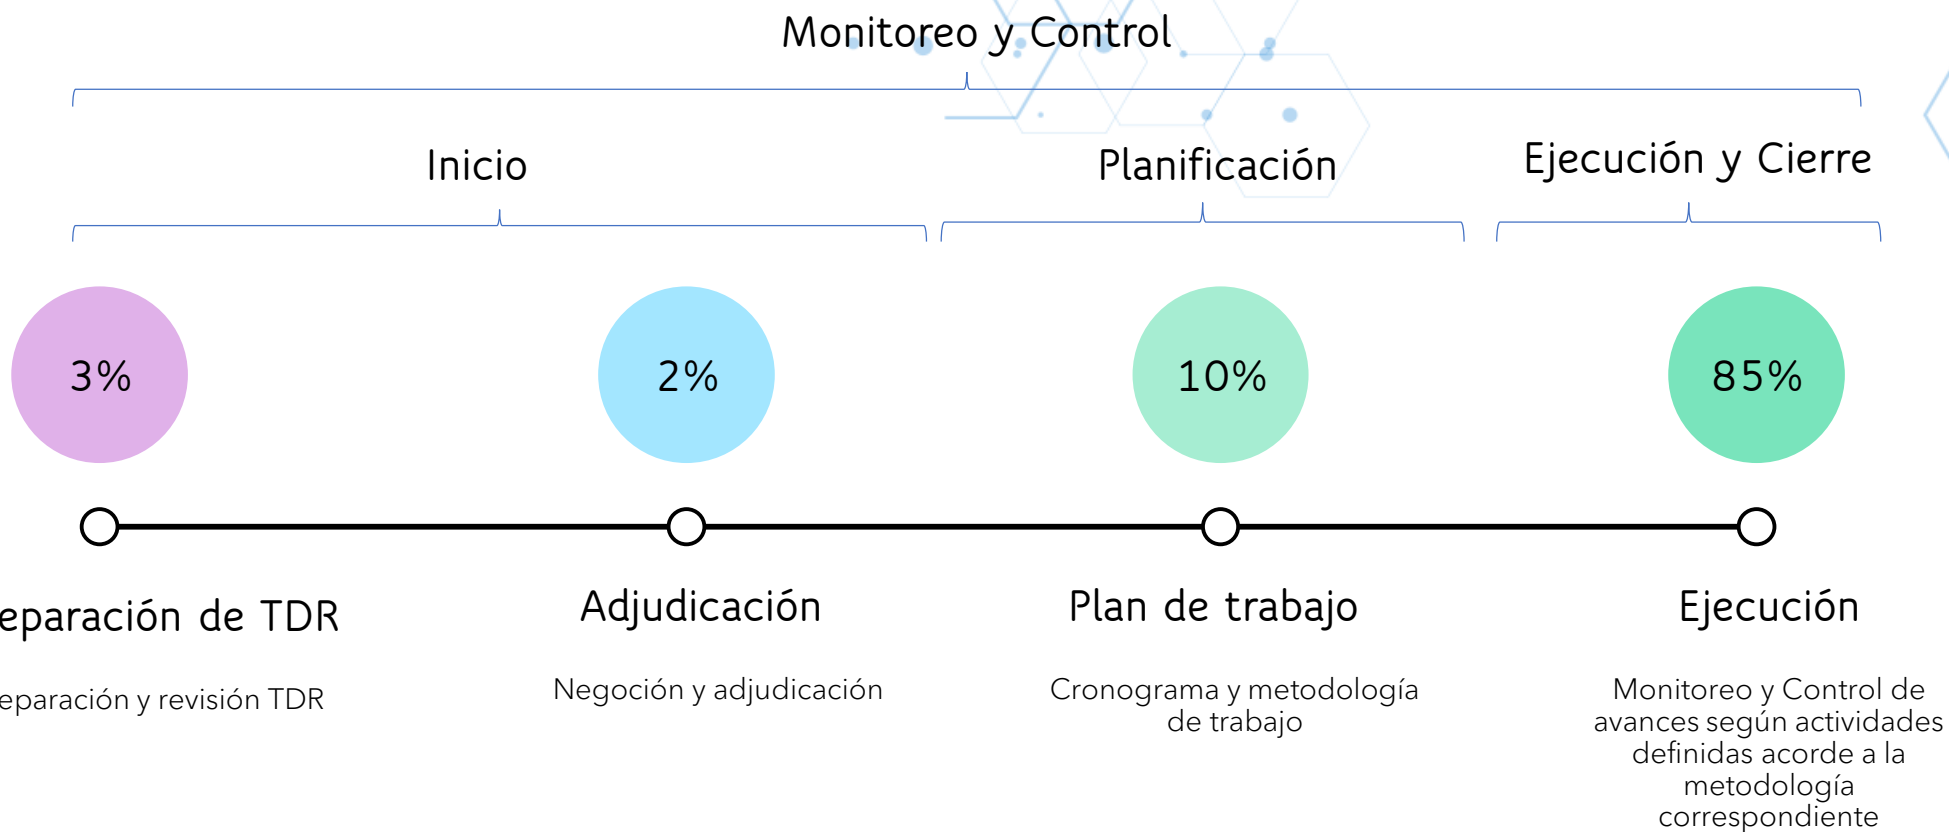 Monitoreo y Control
Inicio
Planificación
Ejecución y Cierre
3%
2%
10%
85%
eparación de TDR
Adjudicación
Plan de trabajo
Ejecución
eparación y revisión TDR
Negoción y adjudicación
Cronograma y metodología
de trabajo
Monitoreo y Control de
avances según actividades
definidas acorde a la
metodología
correspondiente